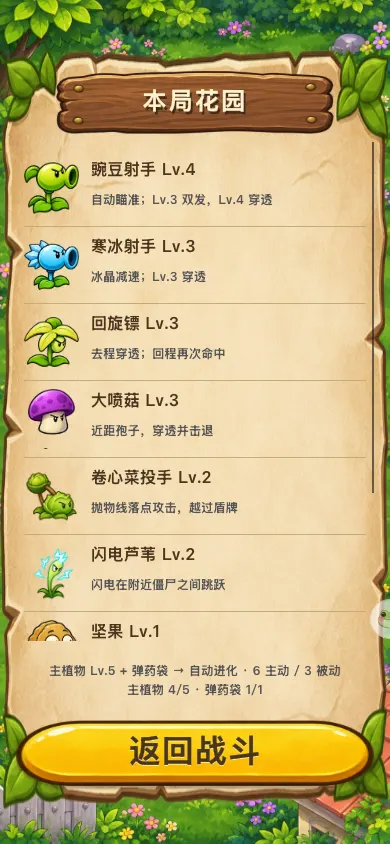 本局花园
豌豆射手 Lv.4
自动瞄准；Lv.3 双发，Lv.4 穿透
寒冰射手 Lv.3
冰晶减速；Lv.3 穿透
回旋镖 Lv.3
去程穿透；回程再次命中
大喷菇 Lv.3
近距孢子，穿透并击退
卷心菜投手 Lv.2
抛物线落点攻击，越过盾牌
闪电芦苇 Lv.2
闪电在附近僵尸之间跳跃
坚果 Lv.1
主植物 Lv.5 + 弹药袋 → 自动进化 · 6 主动 / 3 被动
主植物 4/5 · 弹药袋 1/1
返回战斗